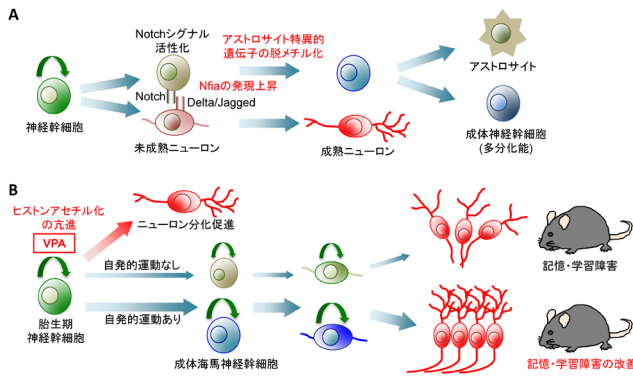 A
Notchシグナル
活性化
アストロサイト特異的
遺伝子の脱メチル化
Nfiaの発現上昇
アストロサイト
Notch
Delta/Jagged
神経幹細胞
未成熟ニューロン
成熟ニューロン
成体神経幹細胞
(多分化能)
B
ヒストンアセチル化
の亢進
VPA
ニューロン分化促進
自発的運動なし
記憶・学習障害
胎生期
神経幹細胞
自発的運動あり
成体海馬神経幹細胞
記憶・学習障害の改善